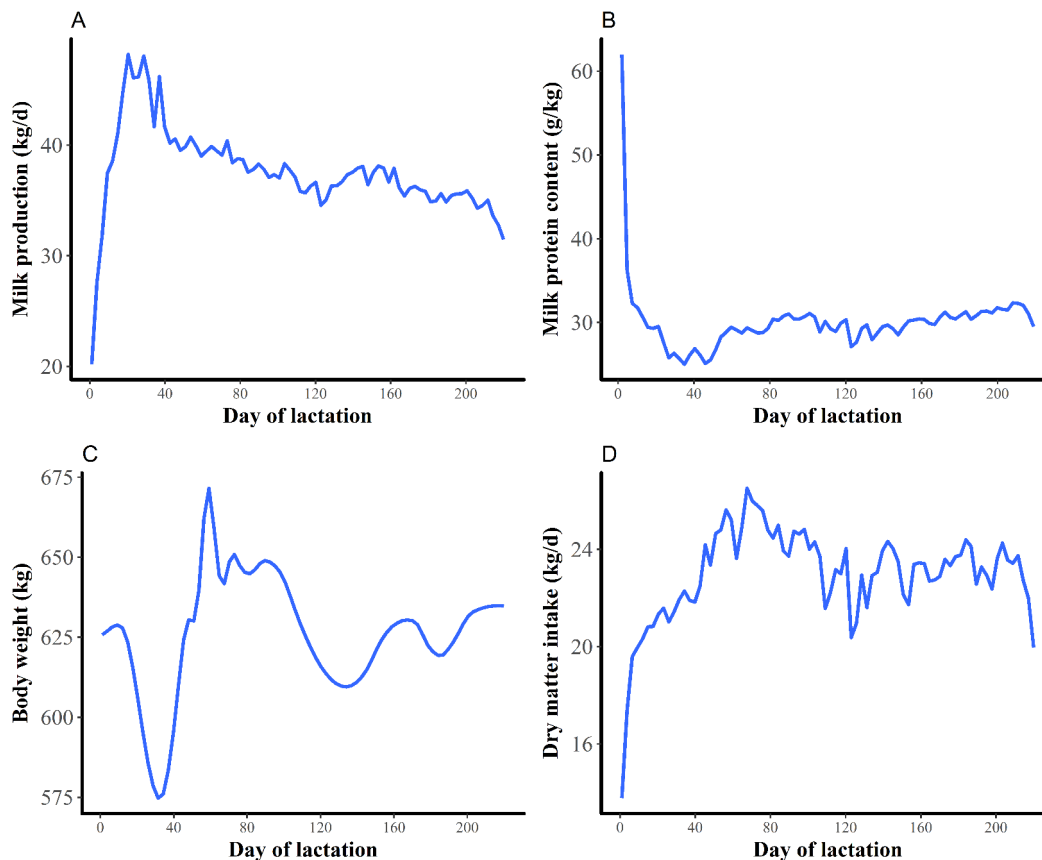 A
Milk production (kg/d)
40
30
20
0 40 80 120 160 200
Day of lactation
B
Milk protein content (g/kg)
60
50
40
30
0 40 80 120 160 200
Day of lactation
C
Body weight (kg)
675
650
625
600
575
0 40 80 120 160 200
Day of lactation
D
Dry matter intake (kg/d)
24
20
16
0 40 80 120 160 200
Day of lactation